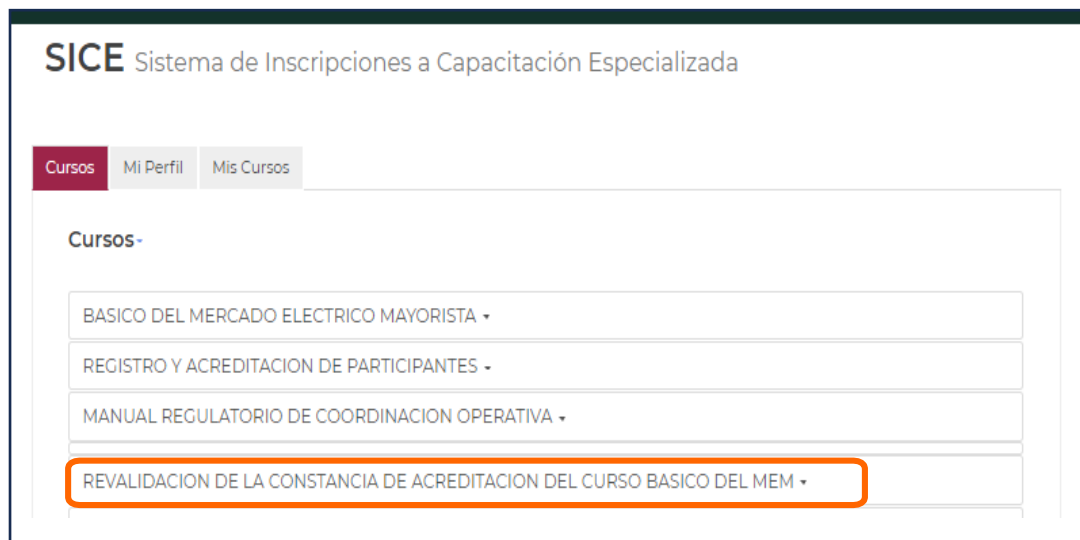 SICE Sistema de Inscripciones a Capacitación Especializada
Cursos Mi Perfil Mis Cursos
Cursos
BASICO DEL MERCADO ELECTRICO MAYORISTA
REGISTRO Y ACREDITACION DE PARTICIPANTES
MANUAL REGULATORIO DE COORDINACION OPERATIVA
REVALIDACION DE LA CONSTANCIA DE ACREDITACION DEL CURSO BASICO DEL MEM